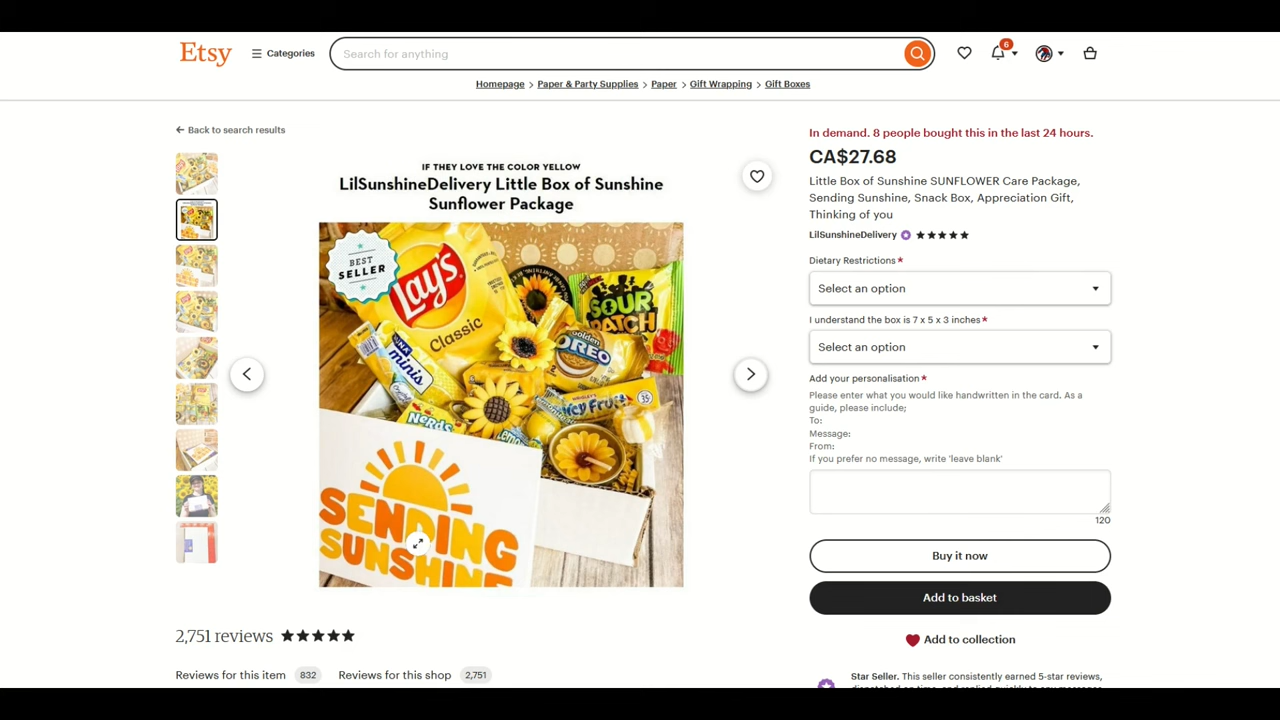 Etsy
Categories
Search for anything
6
Homepage > Paper & Party Supplies > Paper > Gift Wrapping > Gift Boxes
Back to search results
IF THEY LOVE THE COLOR YELLOW
LilSunshineDelivery Little Box of Sunshine
Sunflower Package
BEST
SELLER
Lay's
Classic
SOUR
PATCH
Golden
OREO
minis
Nerds
WRIGLEY'S
Juicy Fruit
35
SENDING
SUNSHINE
In demand. 8 people bought this in the last 24 hours.
CA$27.68
Little Box of Sunshine SUNFLOWER Care Package,
Sending Sunshine, Snack Box, Appreciation Gift,
Thinking of you
LilSunshineDelivery
Dietary Restrictions *
Select an option
I understand the box is 7 x 5 x 3 inches *
Select an option
Add your personalisation *
Please enter what you would like handwritten in the card. As a
guide, please include;
To:
Message:
From:
If you prefer no message, write 'leave blank'
120
Buy it now
Add to basket
Add to collection
2,751 reviews
Reviews for this item 832 Reviews for this shop 2,751
Star Seller. This seller consistently earned 5-star reviews,